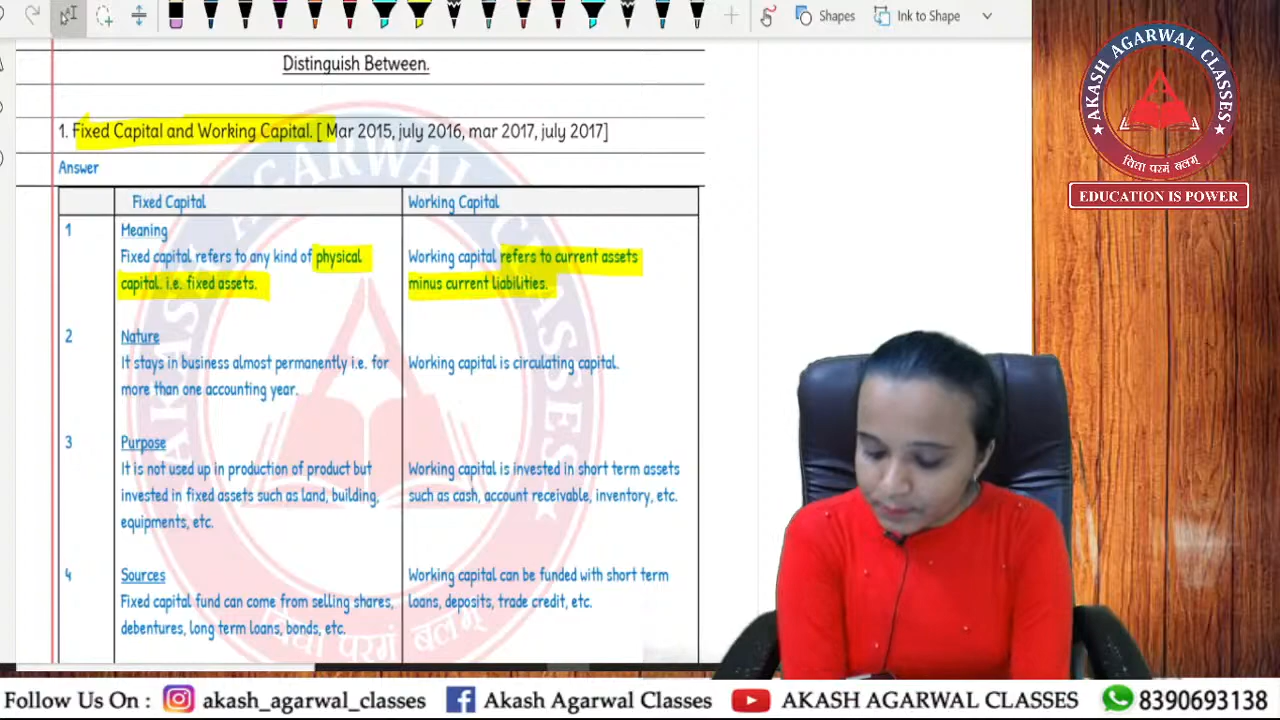 Shapes
Ink to Shape
Distinguish Between.
1. Fixed Capital and Working Capital. [ Mar 2015, july 2016, mar 2017, july 2017]
Answer
Fixed Capital
Working Capital
1
Meaning
Fixed capital refers to any kind of physical
capital. i.e. fixed assets.
Working capital refers to current assets
minus current liabilities.
2
Nature
It stays in business almost permanently i.e. for
more than one accounting year.
Working capital is circulating capital.
3
Purpose
It is not used up in production of product but
invested in fixed assets such as land, building,
equipments, etc.
Working capital is invested in short term assets
such as cash, account receivable, inventory, etc.
4
Sources
Fixed capital fund can come from selling shares,
debentures, long term loans, bonds, etc.
Working capital can be funded with short term
loans, deposits, trade credit, etc.
AKASH AGARWAL CLASSES
विद्या परमं बलम्
EDUCATION IS POWER
AKASH AGARWAL CLASSES
विद्या परमं बलम्
Follow Us On : akash_agarwal_classes Akash Agarwal Classes AKASH AGARWAL CLASSES 8390693138